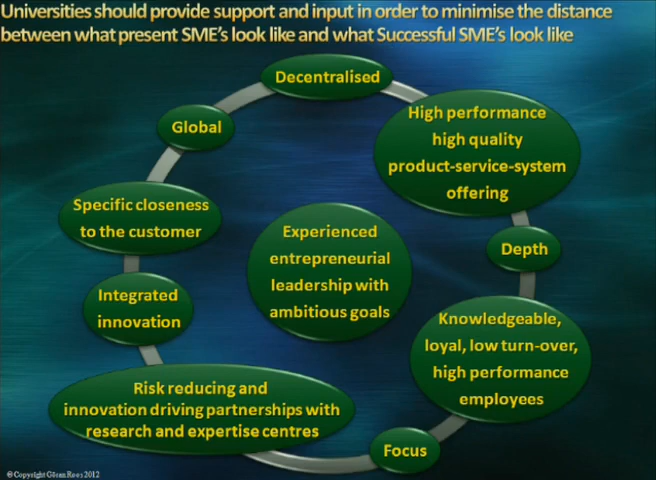 Universities should provide support and input in order to minimise the distance
between what present SME's look like and what Successful SME's look like
Decentralised
High performance
high quality
product-service-system
offering
Global
Specific closeness
to the customer
Experienced
entrepreneurial
leadership with
ambitious goals
Depth
Integrated
innovation
Knowledgeable,
loyal, low turn-over,
high performance
employees
Risk reducing and
innovation driving partnerships with
research and expertise centres
Focus
©Copyright Göran Roos 2012